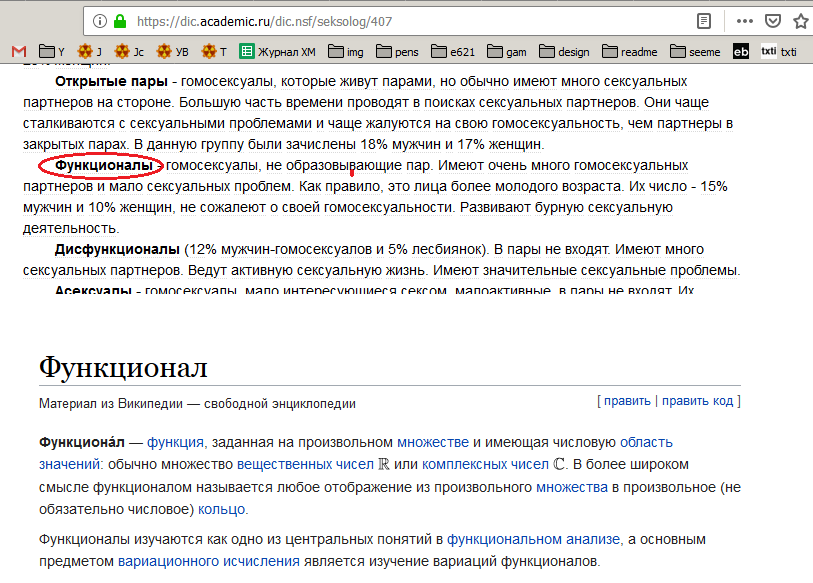 https://dic.academic.ru/dic.nsf/seksolog/407
Y J Jc УВ T Журнал XM img pens e621 gam design readme seeme eb txti txti
Открытые пары - гомосексуалы, которые живут парами, но обычно имеют много сексуальных
партнеров на стороне. Большую часть времени проводят в поисках сексуальных партнеров. Они чаще
сталкиваются с сексуальными проблемами и чаще жалуются на свою гомосексуальность, чем партнеры в
закрытых парах. В данную группу были зачислены 18% мужчин и 17% женщин.
Функционалы - гомосексуалы, не образовывающие пар. Имеют очень много гомосексуальных
партнеров и мало сексуальных проблем. Как правило, это лица более молодого возраста. Их число - 15%
мужчин и 10% женщин, не сожалеют о своей гомосексуальности. Развивают бурную сексуальную
деятельность.
Дисфункционалы (12% мужчин-гомосексуалов и 5% лесбиянок). В пары не входят. Имеют много
сексуальных партнеров. Ведут активную сексуальную жизнь. Имеют значительные сексуальные проблемы.
Асексуалы - гомосексуалы, мало интересующиеся сексом, малоактивные, в пары не входят. Их
Функционал
Материал из Википедии — свободной энциклопедии
[ править | править код ]
Функциона́л — функция, заданная на произвольном множестве и имеющая числовую область
значений: обычно множество вещественных чисел ℝ или комплексных чисел ℂ. В более широком
смысле функционалом называется любое отображение из произвольного множества в произвольное (не
обязательно числовое) кольцо.
Функционалы изучаются как одно из центральных понятий в функциональном анализе, а основным
предметом вариационного исчисления является изучение вариаций функционалов.